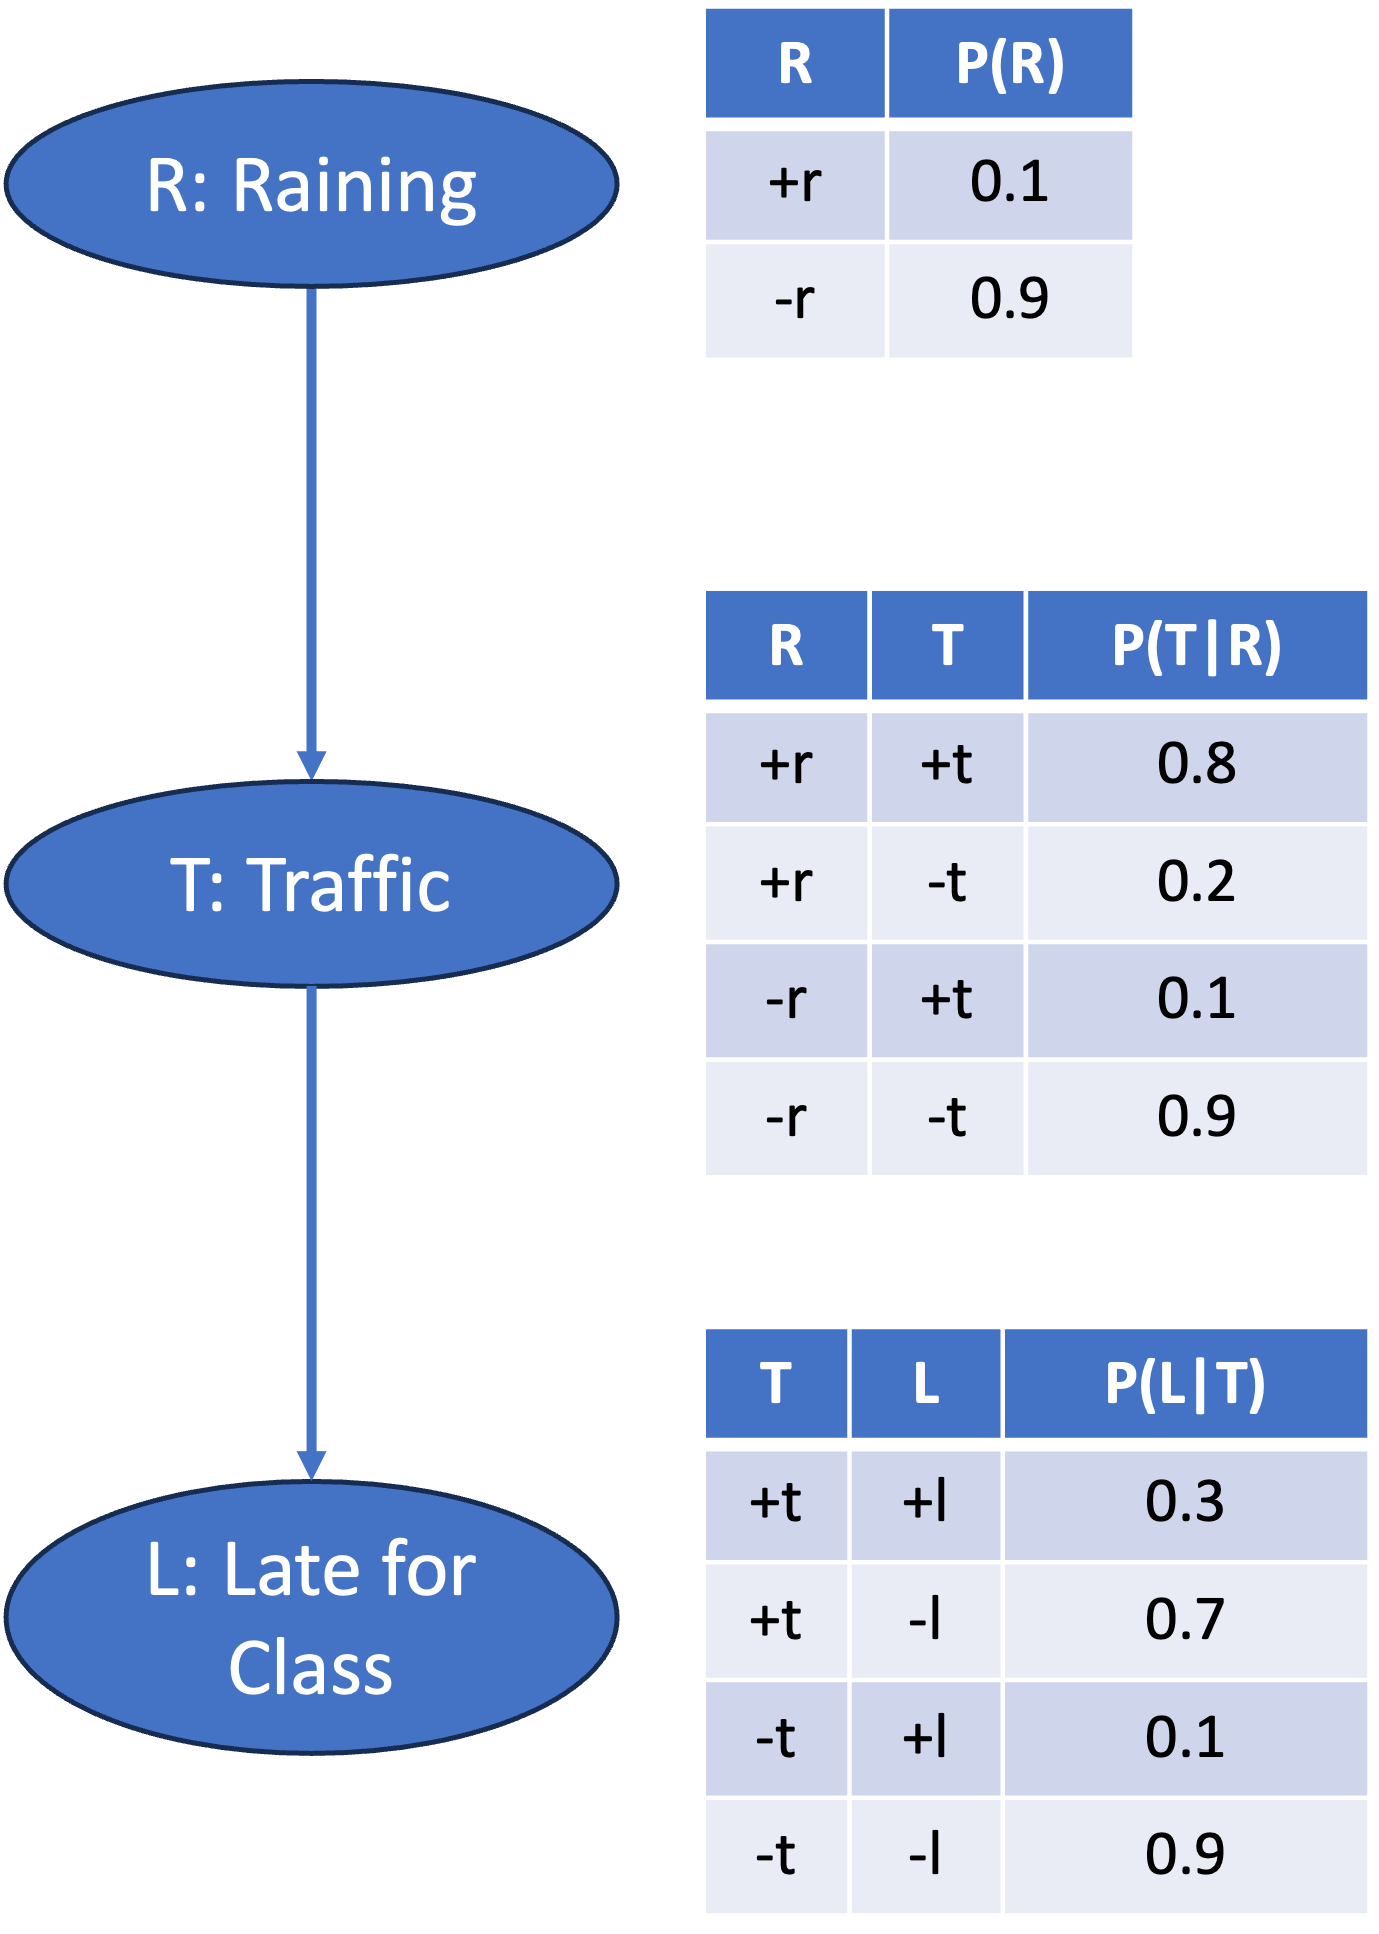 R: Raining
R P(R)
+r 0.1
-r 0.9
T: Traffic
R T P(T|R)
+r +t 0.8
+r -t 0.2
-r +t 0.1
-r -t 0.9
L: Late for
Class
T L P(L|T)
+t +l 0.3
+t -l 0.7
-t +l 0.1
-t -l 0.9